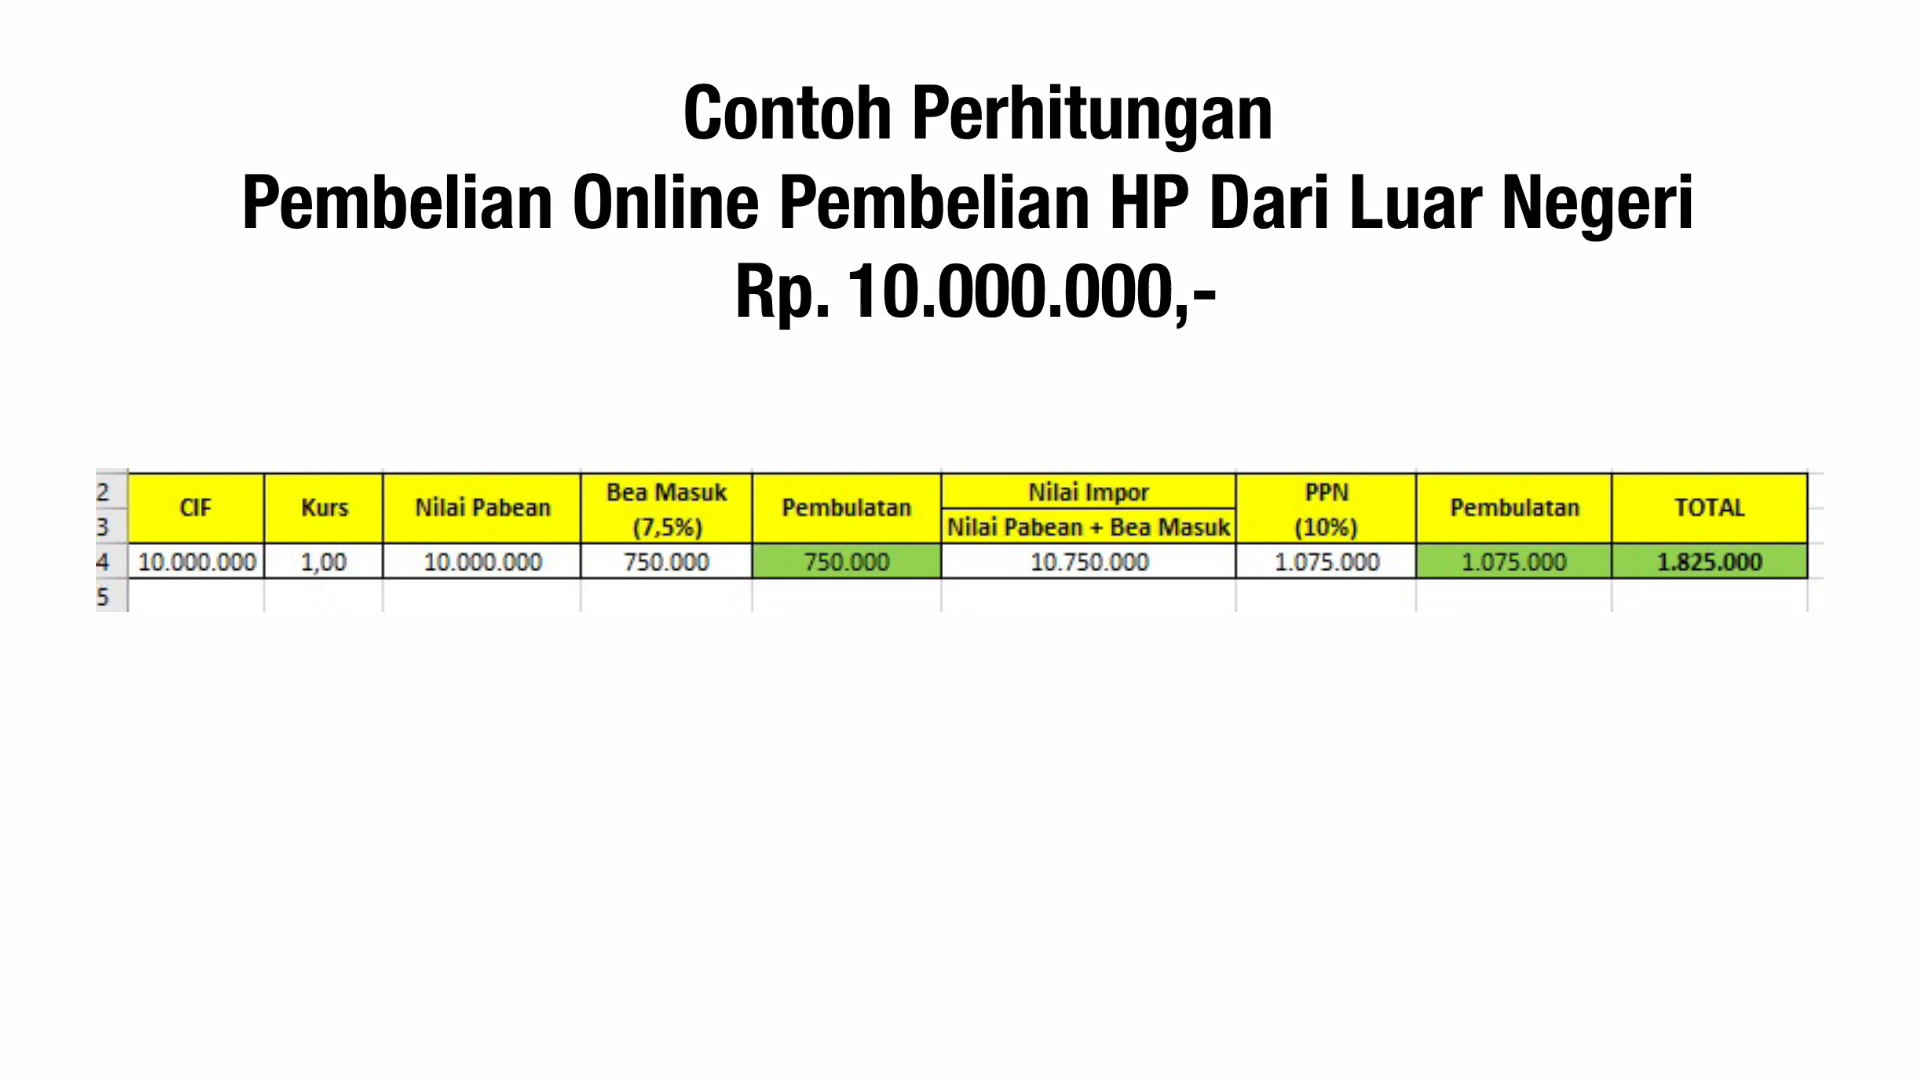 Contoh Perhitungan
Pembelian Online Pembelian HP Dari Luar Negeri
Rp. 10.000.000,-
2 CIF Kurs Nilai Pabean Bea Masuk Pembulatan Nilai Impor PPN Pembulatan TOTAL
3 (7,5%) Nilai Pabean + Bea Masuk (10%)
4 10.000.000 1,00 10.000.000 750.000 750.000 10.750.000 1.075.000 1.075.000 1.825.000
5